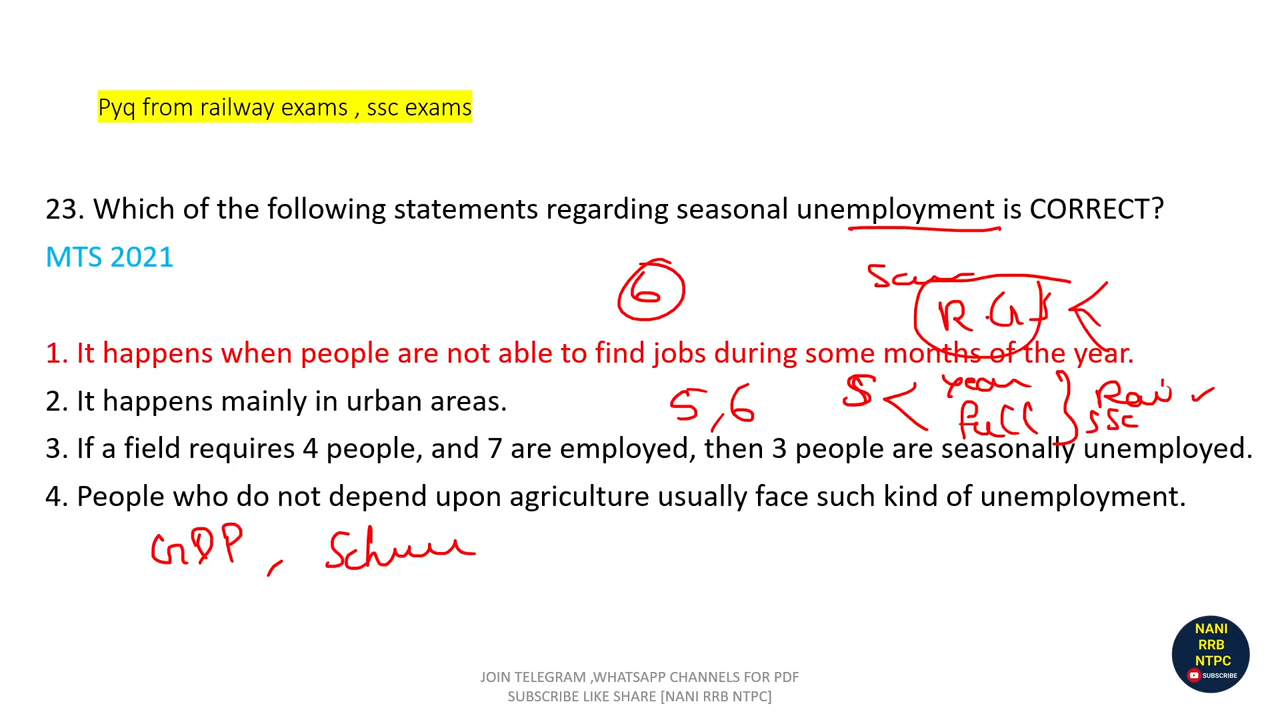 Pyq from railway exams , ssc exams
23. Which of the following statements regarding seasonal unemployment is CORRECT?
MTS 2021
6
R.G
1. It happens when people are not able to find jobs during some months of the year.
2. It happens mainly in urban areas.
5,6
S < year
full
Rai
SSC
3. If a field requires 4 people, and 7 are employed, then 3 people are seasonally unemployed.
4. People who do not depend upon agriculture usually face such kind of unemployment.
GDP ,
NANI
RRB
NTPC
SUBSCRIBE
JOIN TELEGRAM ,WHATSAPP CHANNELS FOR PDF
SUBSCRIBE LIKE SHARE [NANI RRB NTPC]